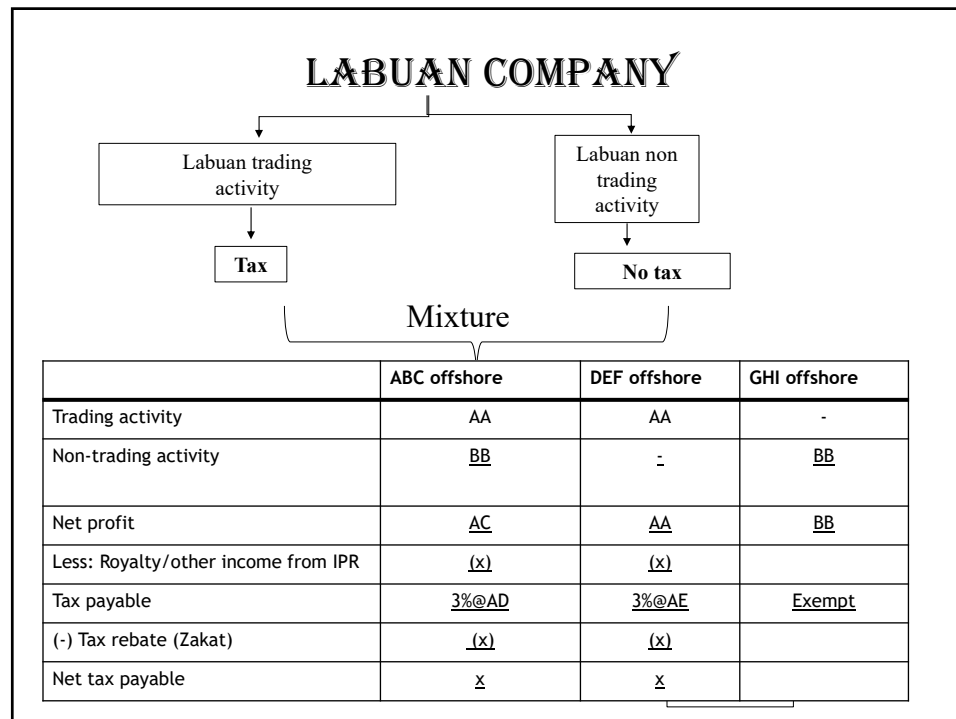 LABUAN COMPANY
Labuan trading
activity
Labuan non
trading
activity
Tax
No tax
Mixture
ABC offshore DEF offshore GHI offshore
Trading activity AA AA -
Non-trading activity BB - BB
Net profit AC AA BB
Less: Royalty/other income from IPR (x) (x)
Tax payable 3%@AD 3%@AE Exempt
(-) Tax rebate (Zakat) (x) (x)
Net tax payable x x